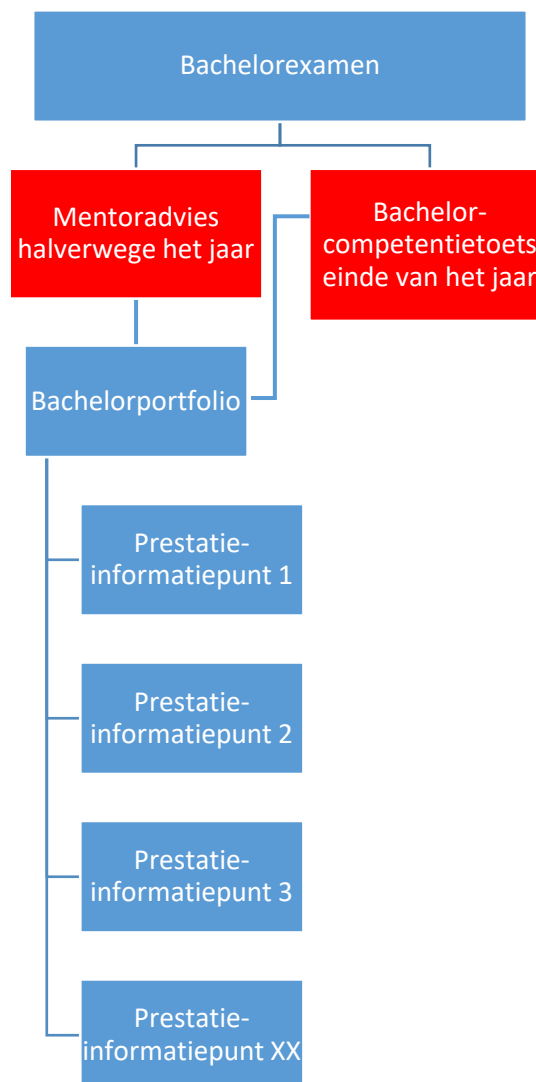 Bachelorexamen
Mentoradvies
halverwege het jaar
Bachelor-
competentietoets
einde van het jaar
Bachelorportfolio
Prestatie-
informatiepunt 1
Prestatie-
informatiepunt 2
Prestatie-
informatiepunt 3
Prestatie-
informatiepunt XX